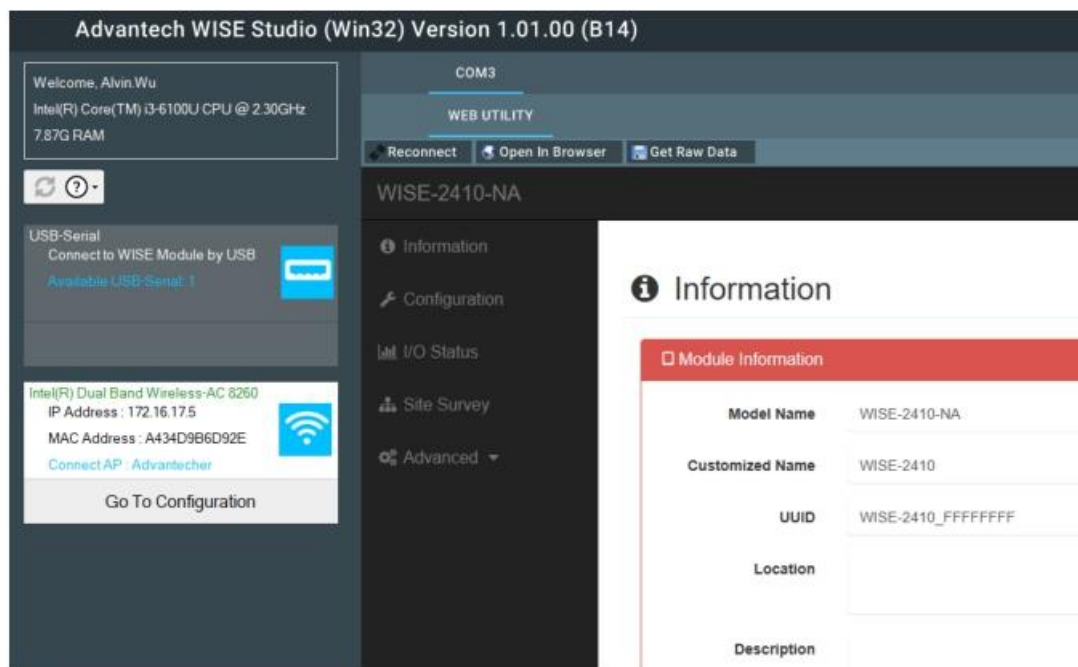 Advantech WISE Studio (Win32) Version 1.01.00 (B14)
Welcome, Alvin.Wu
Intel(R) Core(TM) i3-6100U CPU @ 2.30GHz
7.87G RAM
USB-Serial
Connect to WISE Module by USB
Available USB-Serial: 1
Intel(R) Dual Band Wireless-AC 8260
IP Address : 172.16.17.5
MAC Address : A434D9B6D92E
Connect AP : Advantecher
Go To Configuration
COM3
WEB UTILITY
Reconnect
Open In Browser
Get Raw Data
WISE-2410-NA
Information
Configuration
I/O Status
Site Survey
Advanced
Information
Module Information
Model Name WISE-2410-NA
Customized Name WISE-2410
UUID WISE-2410_FFFFFFFF
Location
Description